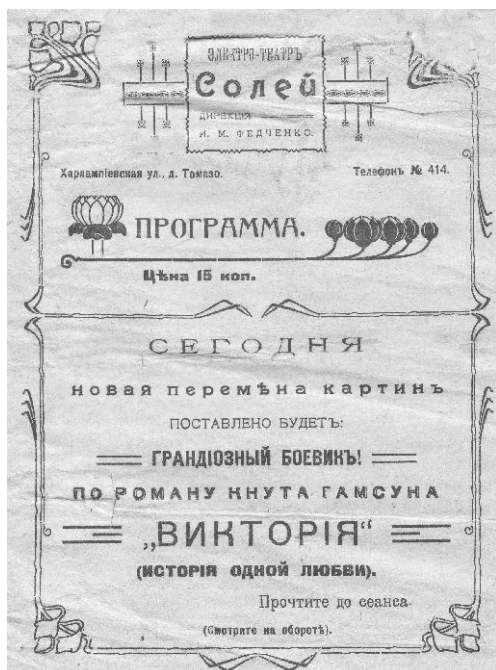 ЭЛЕКТРО-ТЕАТРЪ
Солей
ДИРЕКЦІЯ
И. М. ФЕДЧЕНКО.
Харлампіевская ул., д. Томазо.
Телефонъ № 414.
ПРОГРАММА.
Цѣна 15 коп.
СЕГОДНЯ
новая перемѣна картинъ
ПОСТАВЛЕНО БУДЕТЪ:
ГРАНДІОЗНЫЙ БОЕВИКЪ!
ПО РОМАНУ КНУТА ГАМСУНА
„ВИКТОРІЯ“
(ИСТОРІЯ ОДНОЙ ЛЮБВИ).
Прочтите до сеанса.
(Смотрите на оборотѣ).